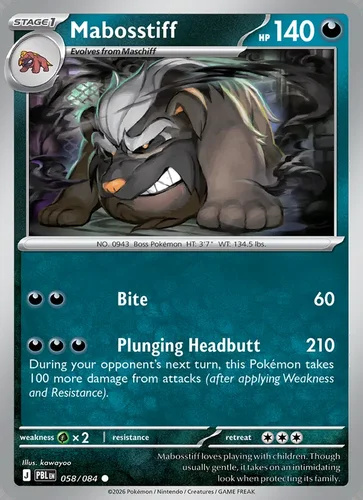 STAGE 1
Mabosstiff
HP 140
Evolves from Maschiff
NO. 0943 Boss Pokémon HT: 3'7" WT: 134.5 lbs.
Bite 60
Plunging Headbutt 210
During your opponent's next turn, this Pokémon takes
100 more damage from attacks (after applying Weakness
and Resistance).
weakness ×2 resistance retreat
Illus. kawayoo
Mabosstiff loves playing with children. Though
usually gentle, it takes on an intimidating
look when protecting its family.
J PBL EN 058/084
©2026 Pokémon / Nintendo / Creatures / GAME FREAK